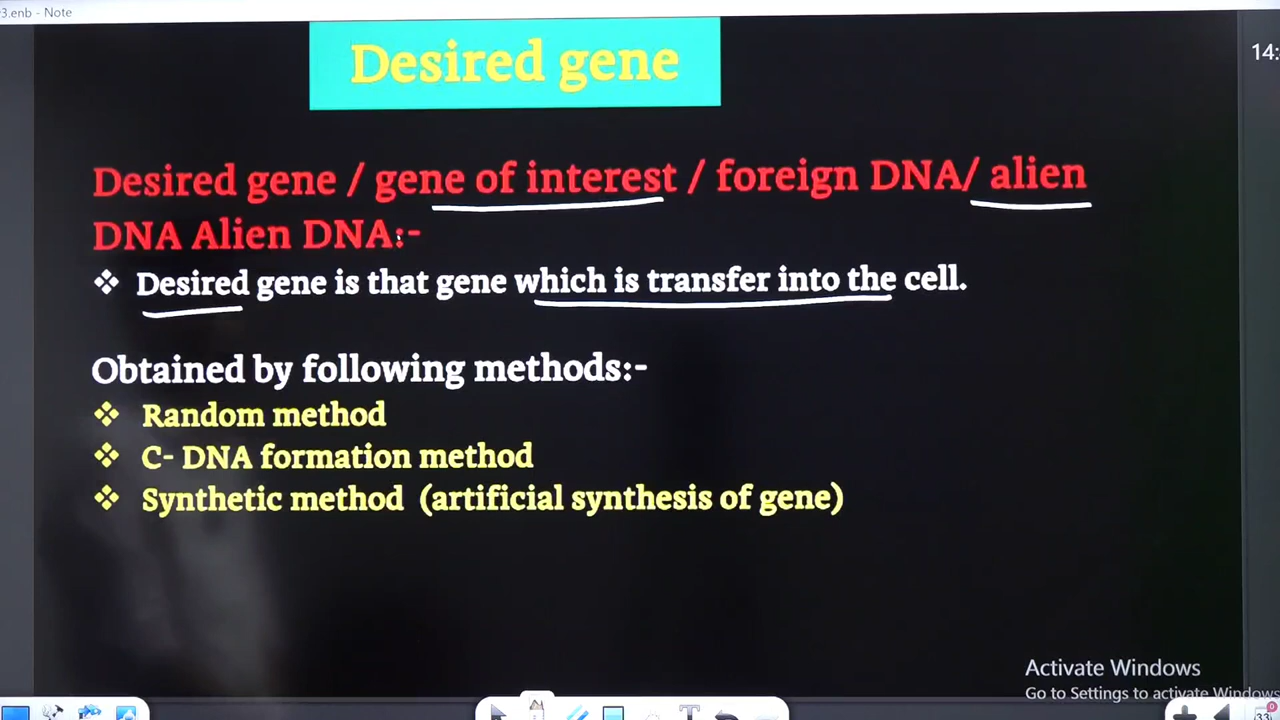 3.enb - Note
14:
Desired gene
Desired gene / gene of interest / foreign DNA/ alien
DNA Alien DNA:-
❖ Desired gene is that gene which is transfer into the cell.
Obtained by following methods:-
❖ Random method
❖ C- DNA formation method
❖ Synthetic method (artificial synthesis of gene)
Activate Windows
Go to Settings to activate Windows